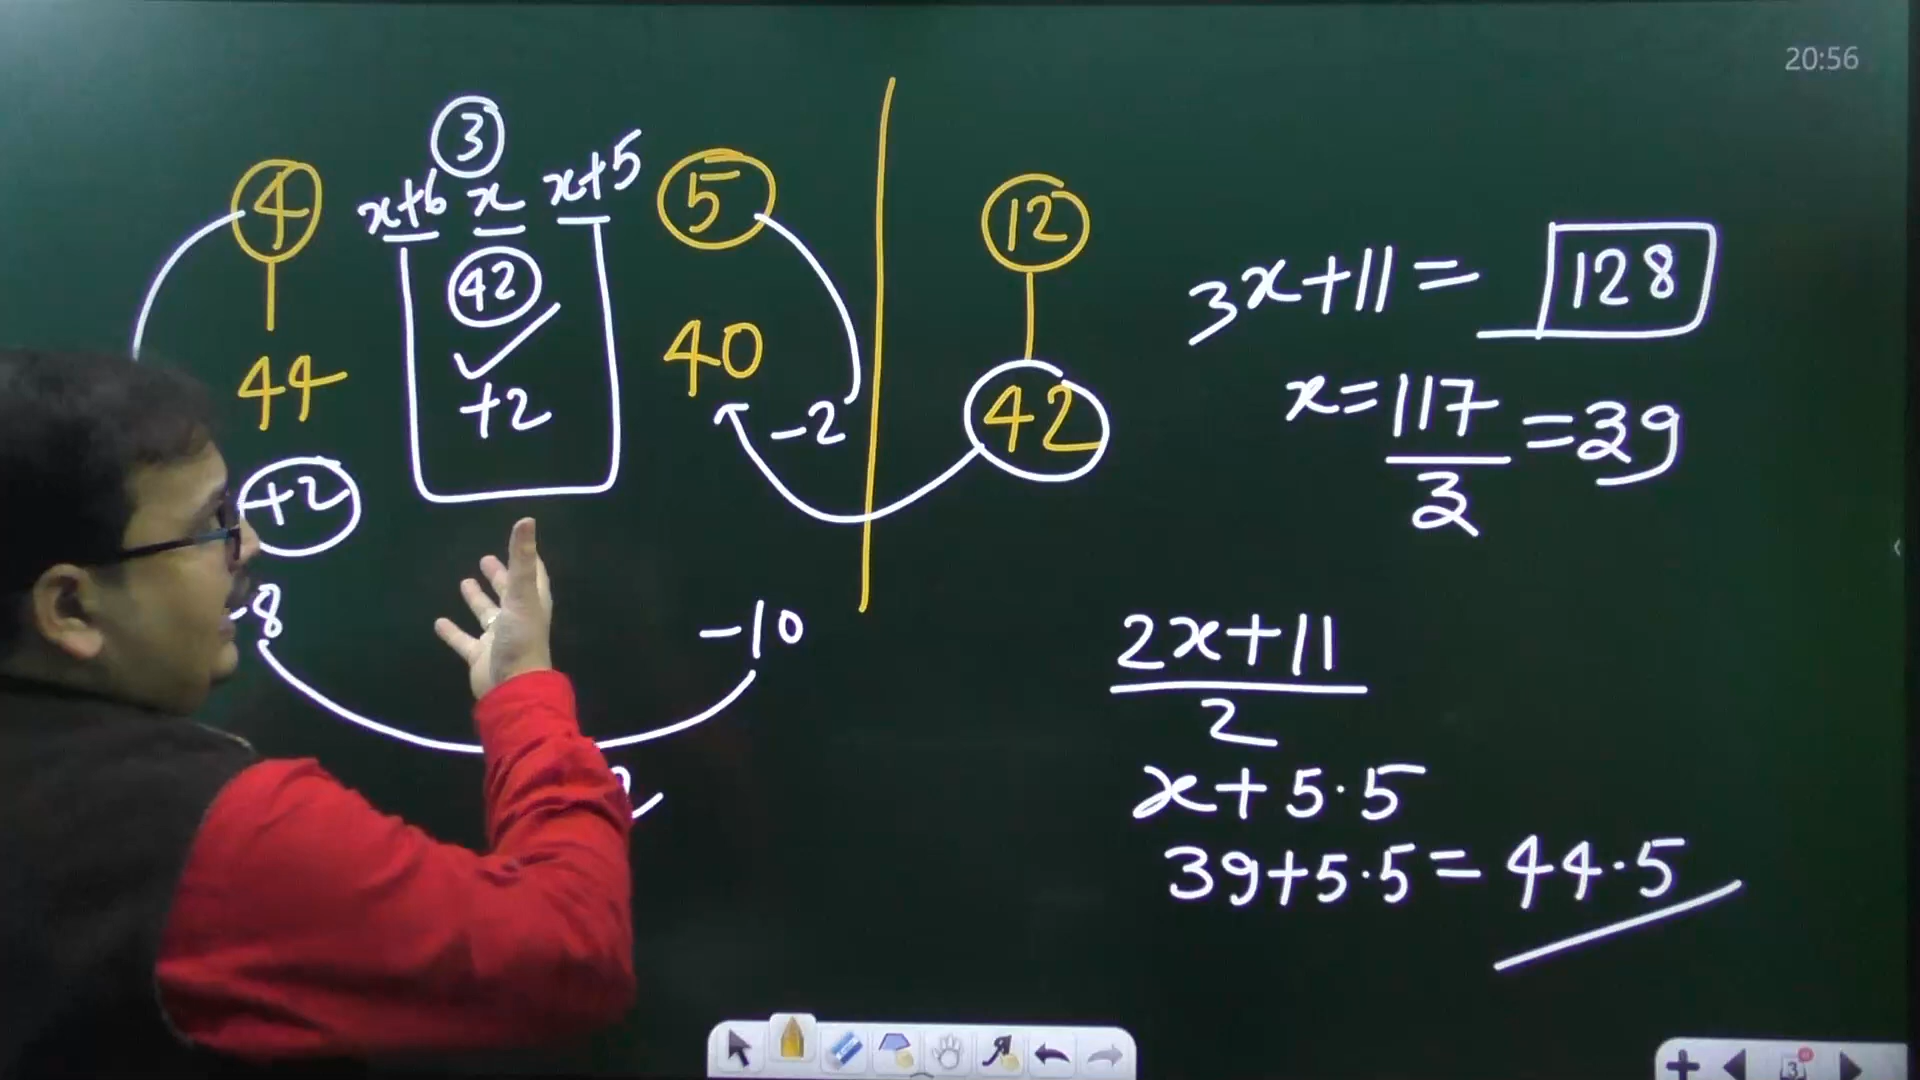 20:56
3
4 x+6 x x+5 5
42
44 +2 40
+2 -2
-8 -10
12
42
3x+11= 128
x=117/3=39
2x+11
2
x+5.5
39+5.5=44.5
3